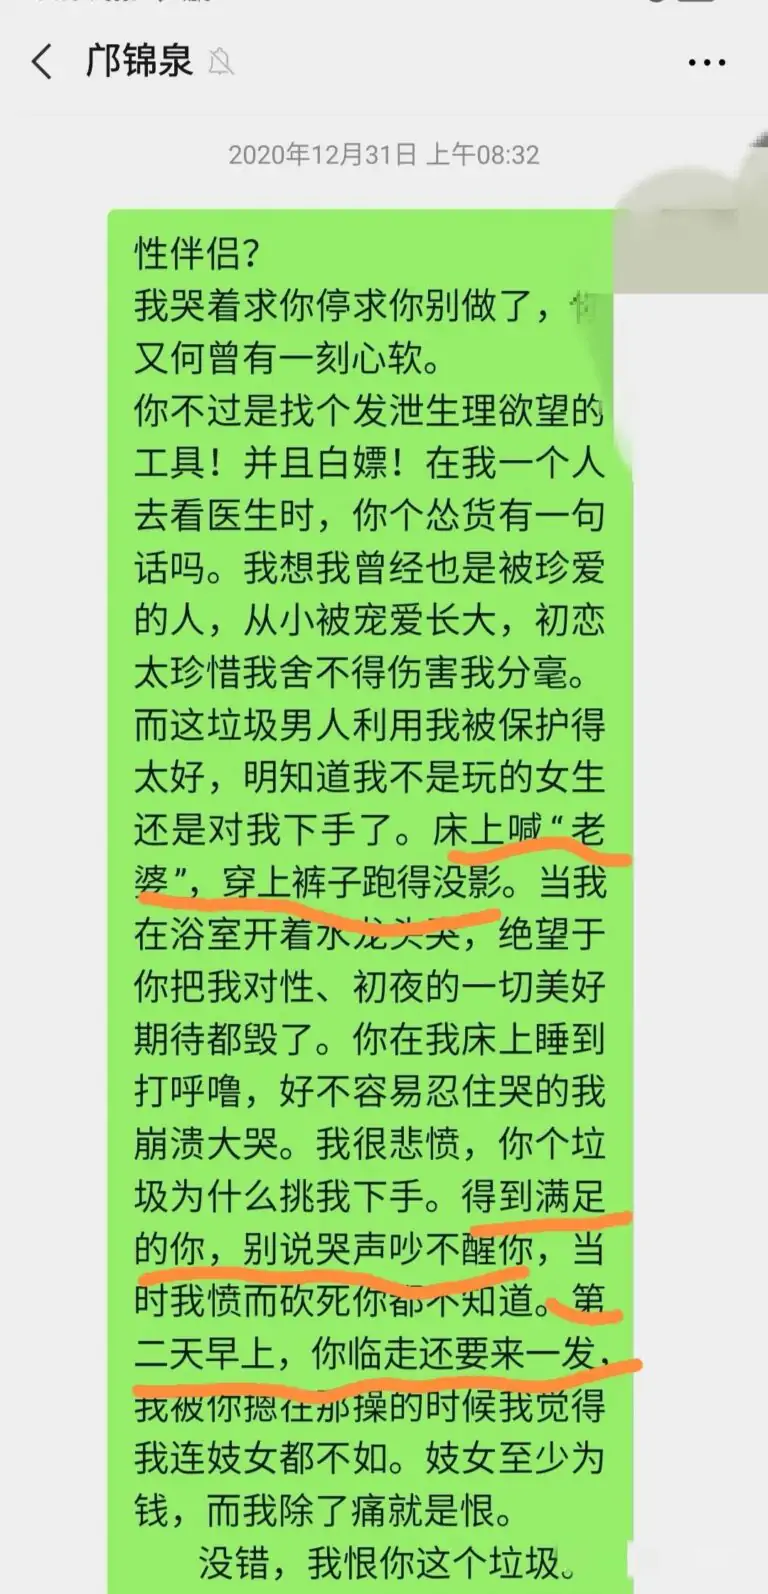 邝锦泉
2020年12月31日 上午08:32
性伴侣？
我哭着求你停求你别做了，你
又何曾有一刻心软。
你不过是找个发泄生理欲望的
工具！并且白嫖！在我一个人
去看医生时，你个怂货有一句
话吗。我想我曾经也是被珍爱
的人，从小被宠爱长大，初恋
太珍惜我舍不得伤害我分毫。
而这垃圾男人利用我被保护得
太好，明知道我不是玩的女生
还是对我下手了。床上喊“老
婆”，穿上裤子跑得没影。当我
在浴室开着水龙头哭，绝望于
你把我对性、初夜的一切美好
期待都毁了。你在我床上睡到
打呼噜，好不容易忍住哭的我
崩溃大哭。我很悲愤，你个垃
圾为什么挑我下手。得到满足
的你，别说哭声吵不醒你，当
时我愤而砍死你都不知道。第
二天早上，你临走还要来一发，
我被你摁在那操的时候我觉得
我连妓女都不如。妓女至少为
钱，而我除了痛就是恨。
没错，我恨你这个垃圾。